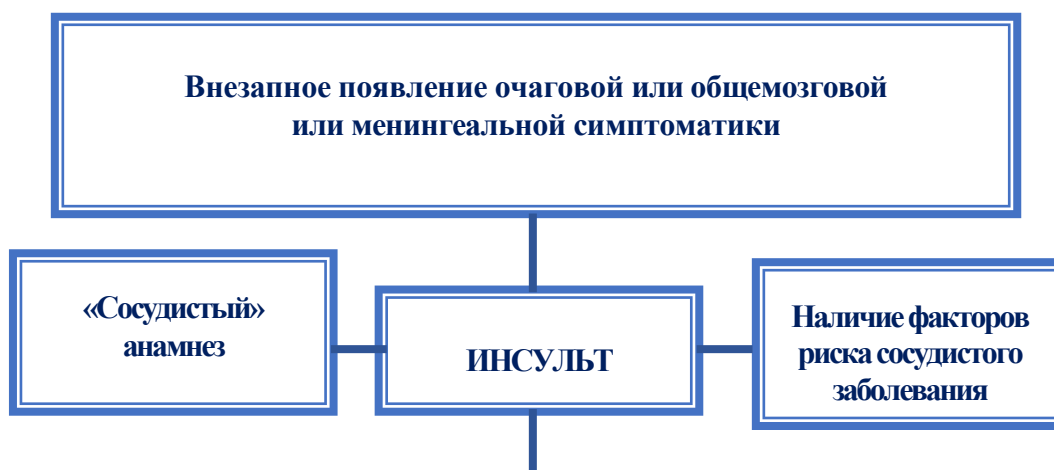 Внезапное появление очаговой или общемозговой
или менингеальной симптоматики
«Сосудистый»
анамнез
ИНСУЛЬТ
Наличие факторов
риска сосудистого
заболевания